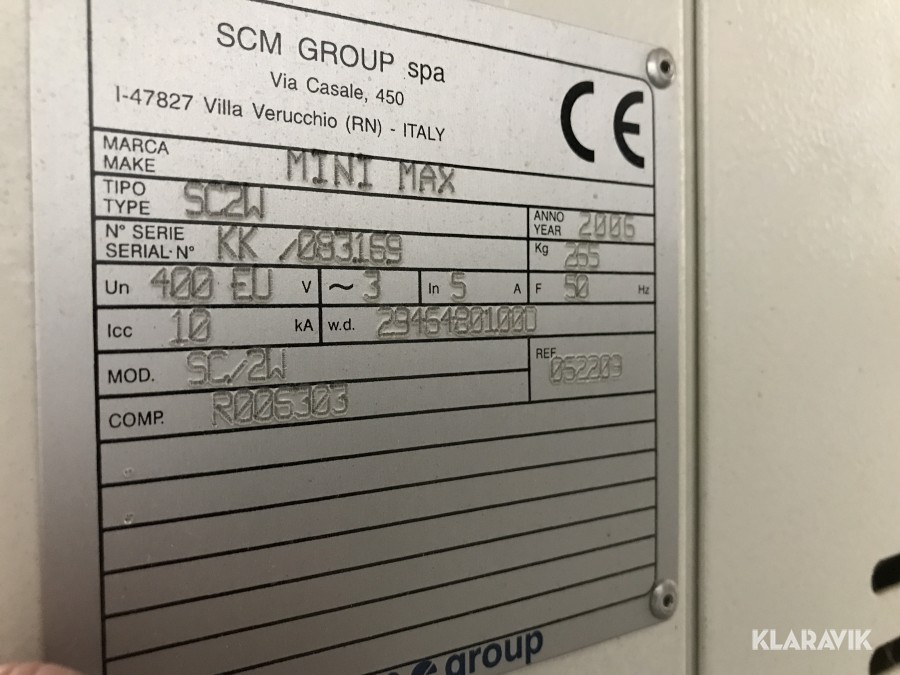 SCM GROUP spa
Via Casale, 450
I-47827 Villa Verucchio (RN) - ITALY
CE
MARCA
MAKE
MINI MAX
TIPO
TYPE
SC2W
ANNO
YEAR
2006
N° SERIE
SERIAL-N°
KK /083169
Kg 265
Un 400 EU V ~ 3 In 5 A F 50 Hz
Icc 10 kA w.d. 29464801000
MOD. SC/2W
REF. 052209
COMP. R006303
group
KLARAVIK